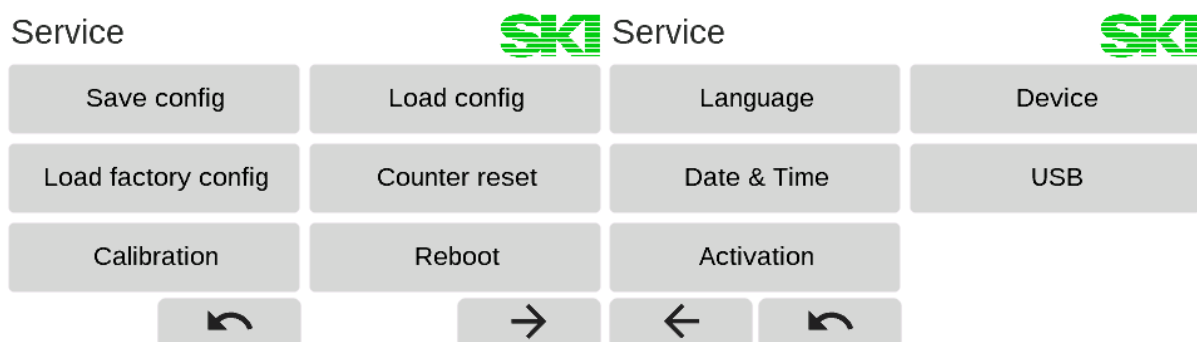 Service
SKI
Save config
Load config
Load factory config
Counter reset
Calibration
Reboot
Service
SKI
Language
Device
Date & Time
USB
Activation